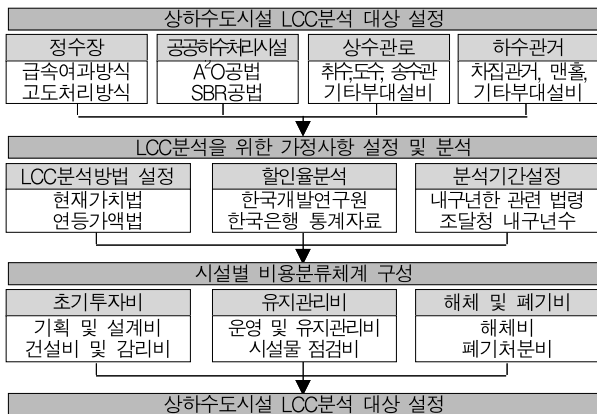 상하수도시설 LCC분석 대상 설정
정수장
급속여과방식
고도처리방식
공공하수처리시설
A²O공법
SBR공법
상수관로
취수,도수, 송수관
기타부대설비
하수관거
차집관거, 맨홀,
기타부대설비
LCC분석을 위한 가정사항 설정 및 분석
LCC분석방법 설정
현재가치법
연등가액법
할인율분석
한국개발연구원
한국은행 통계자료
분석기간설정
내구년한 관련 법령
조달청 내구년수
시설별 비용분류체계 구성
초기투자비
기획 및 설계비
건설비 및 감리비
유지관리비
운영 및 유지관리비
시설물 점검비
해체 및 폐기비
해체비
폐기처분비
상하수도시설 LCC분석 대상 설정